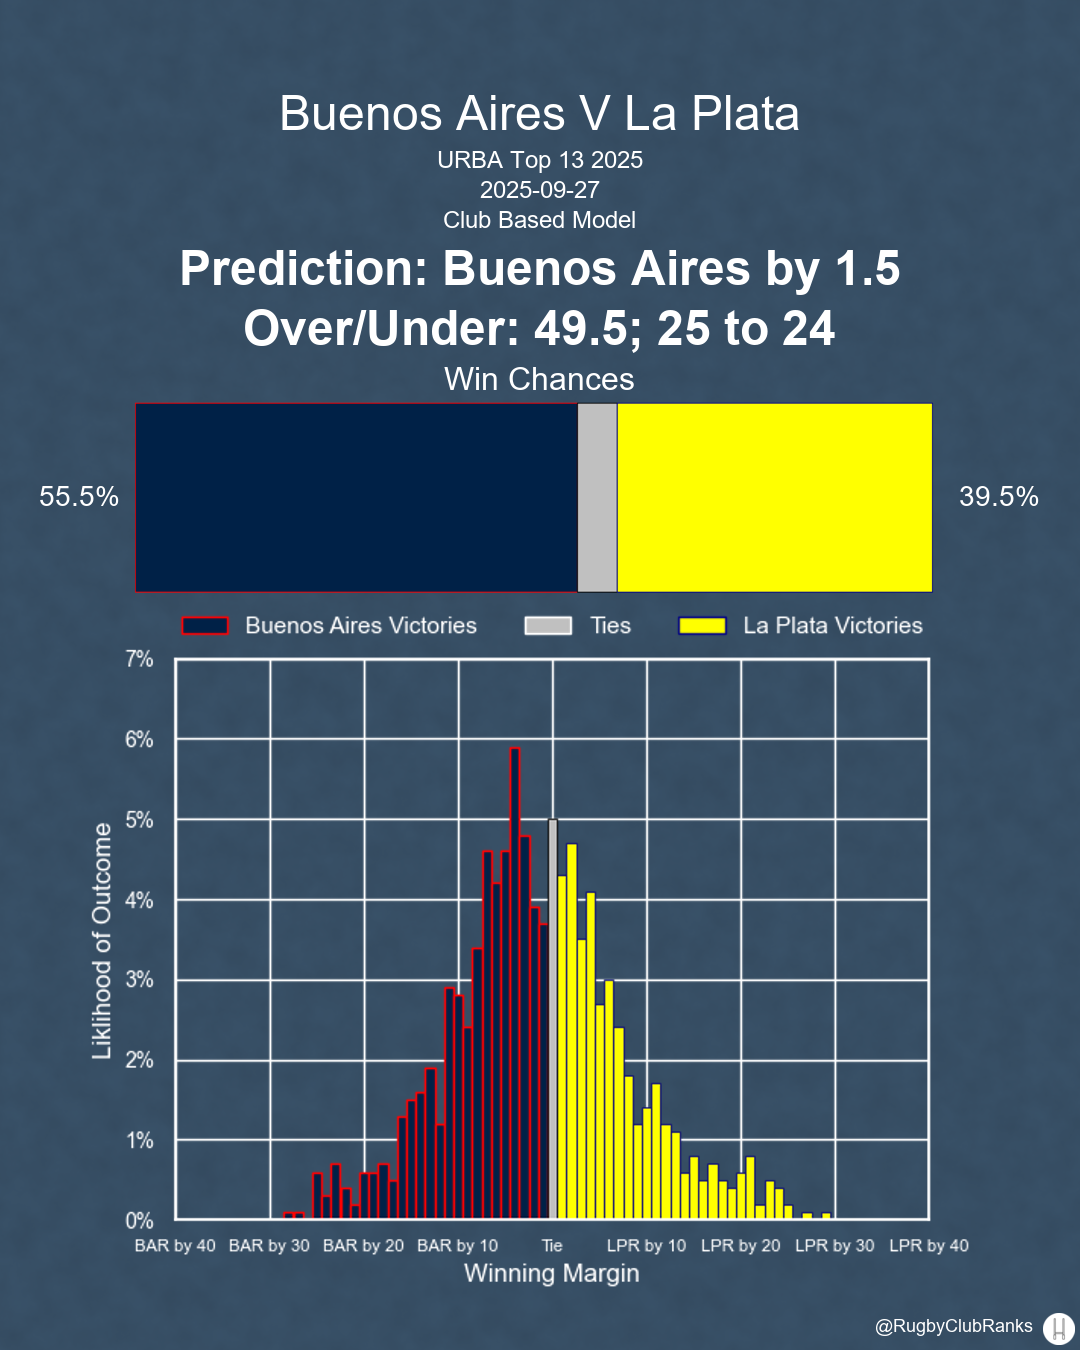 Buenos Aires V La Plata
URBA Top 13 2025
2025-09-27
Club Based Model
Prediction: Buenos Aires by 1.5
Over/Under: 49.5; 25 to 24
Win Chances
55.5%
39.5%
Buenos Aires Victories
Ties
La Plata Victories
7%
6%
5%
4%
3%
2%
1%
0%
Liklihood of Outcome
BAR by 40 BAR by 30 BAR by 20 BAR by 10 Tie LPR by 10 LPR by 20 LPR by 30 LPR by 40
Winning Margin
@RugbyClubRanks